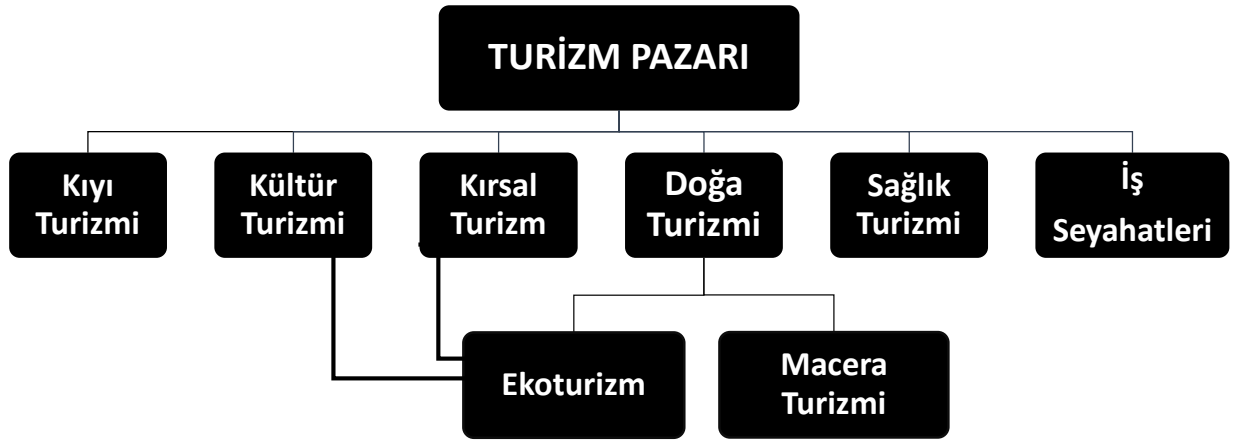 TURİZM PAZARI
Kıyı
Turizmi
Kültür
Turizmi
Kırsal
Turizm
Doğa
Turizmi
Sağlık
Turizmi
İş
Seyahatleri
Ekoturizm
Macera
Turizmi